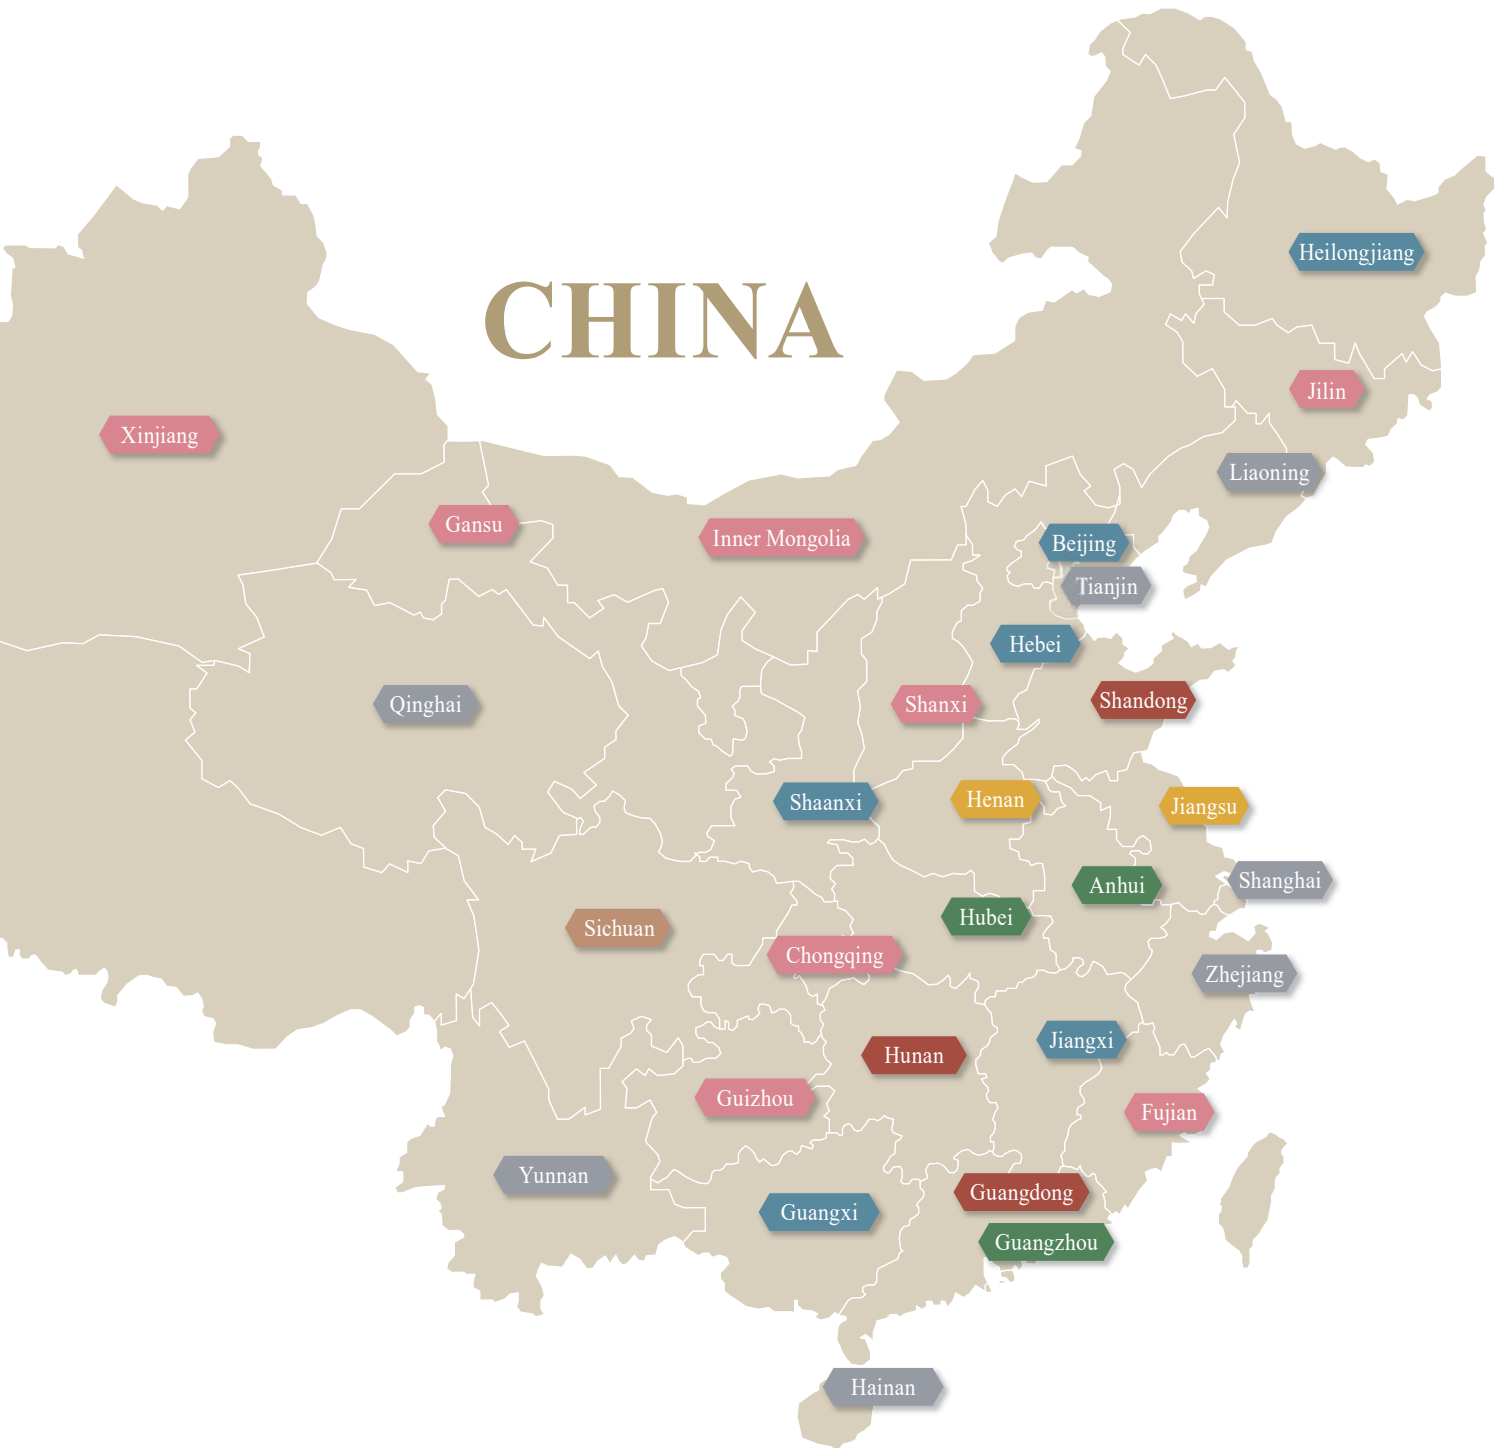 Heilongjiang
CHINA
Jilin
Xinjiang
Liaoning
Gansu
Inner Mongolia
Beijing
Tianjin
Hebei
Shandong
Qinghai
Shanxi
Henan
Shaanxi
Jiangsu
Shanghai
Anhui
Hubei
Sichuan
Chongqing
Zhejiang
Jiangxi
Hunan
Guizhou
Fujian
Yunnan
Guangdong
Guangxi
Guangzhou
Hainan